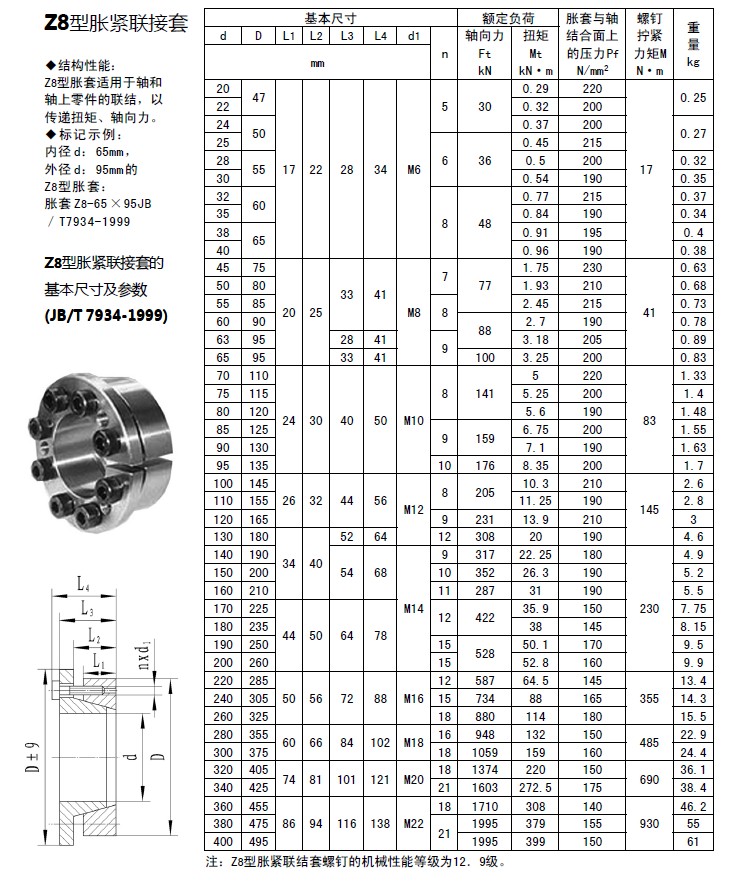 Z8型胀紧联接套
◆结构性能:
Z8型胀套适用于轴和
轴上零件的联结，以
传递扭矩、轴向力。
◆标记示例:
内径d: 65mm，
外径d: 95mm的
Z8型胀套:
胀套Z8-65×95JB
/T7934-1999
Z8型胀紧联接套的
基本尺寸及参数
(JB/T 7934-1999)
L4
L3
L2
L1
n×d1
D±9
d
D
基本尺寸 额定负荷 胀套与轴结合面上的压力Pf N/mm² 螺钉拧紧力矩M N·m 重量 kg
d D L1 L2 L3 L4 d1 n 轴向力 Ft kN 扭矩 Mt kN·m
mm
20 47 17 22 28 34 M6 5 30 0.29 220 17 0.25
22 0.32 200
24 50 0.37 200 0.27
25 6 36 0.45 215
28 55 0.5 200 0.32
30 0.54 190 0.35
32 60 8 48 0.77 215 0.37
35 0.84 190 0.34
38 65 0.91 195 0.4
40 0.96 190 0.38
45 75 20 25 33 41 M8 7 77 1.75 230 41 0.63
50 80 1.93 210 0.68
55 85 8 2.45 215 0.73
60 90 88 2.7 190 0.78
63 95 28 41 9 3.18 205 0.89
65 95 33 41 100 3.25 200 0.83
70 110 24 30 40 50 M10 8 141 5 220 83 1.33
75 115 5.25 200 1.4
80 120 5.6 190 1.48
85 125 9 159 6.75 200 1.55
90 130 7.1 190 1.63
95 135 10 176 8.35 200 1.7
100 145 26 32 44 56 M12 8 205 10.3 210 145 2.6
110 155 11.25 190 2.8
120 165 9 231 13.9 210 3
130 180 34 40 52 64 12 308 20 190 4.6
140 190 54 68 M14 9 317 22.25 180 230 4.9
150 200 10 352 26.3 190 5.2
160 210 11 287 31 190 5.5
170 225 44 50 64 78 12 422 35.9 150 7.75
180 235 38 145 8.15
190 250 15 528 50.1 170 9.5
200 260 15 52.8 160 9.9
220 285 50 56 72 88 M16 12 587 64.5 145 355 13.4
240 305 15 734 88 165 14.3
260 325 18 880 114 180 15.5
280 355 60 66 84 102 M18 16 948 132 150 485 22.9
300 375 18 1059 159 160 24.4
320 405 74 81 101 121 M20 18 1374 220 150 690 36.1
340 425 21 1603 272.5 175 38.4
360 455 86 94 116 138 M22 18 1710 308 140 930 46.2
380 475 21 1995 379 155 55
400 495 1995 399 150 61
注: Z8型胀紧联结套螺钉的机械性能等级为12.9级。